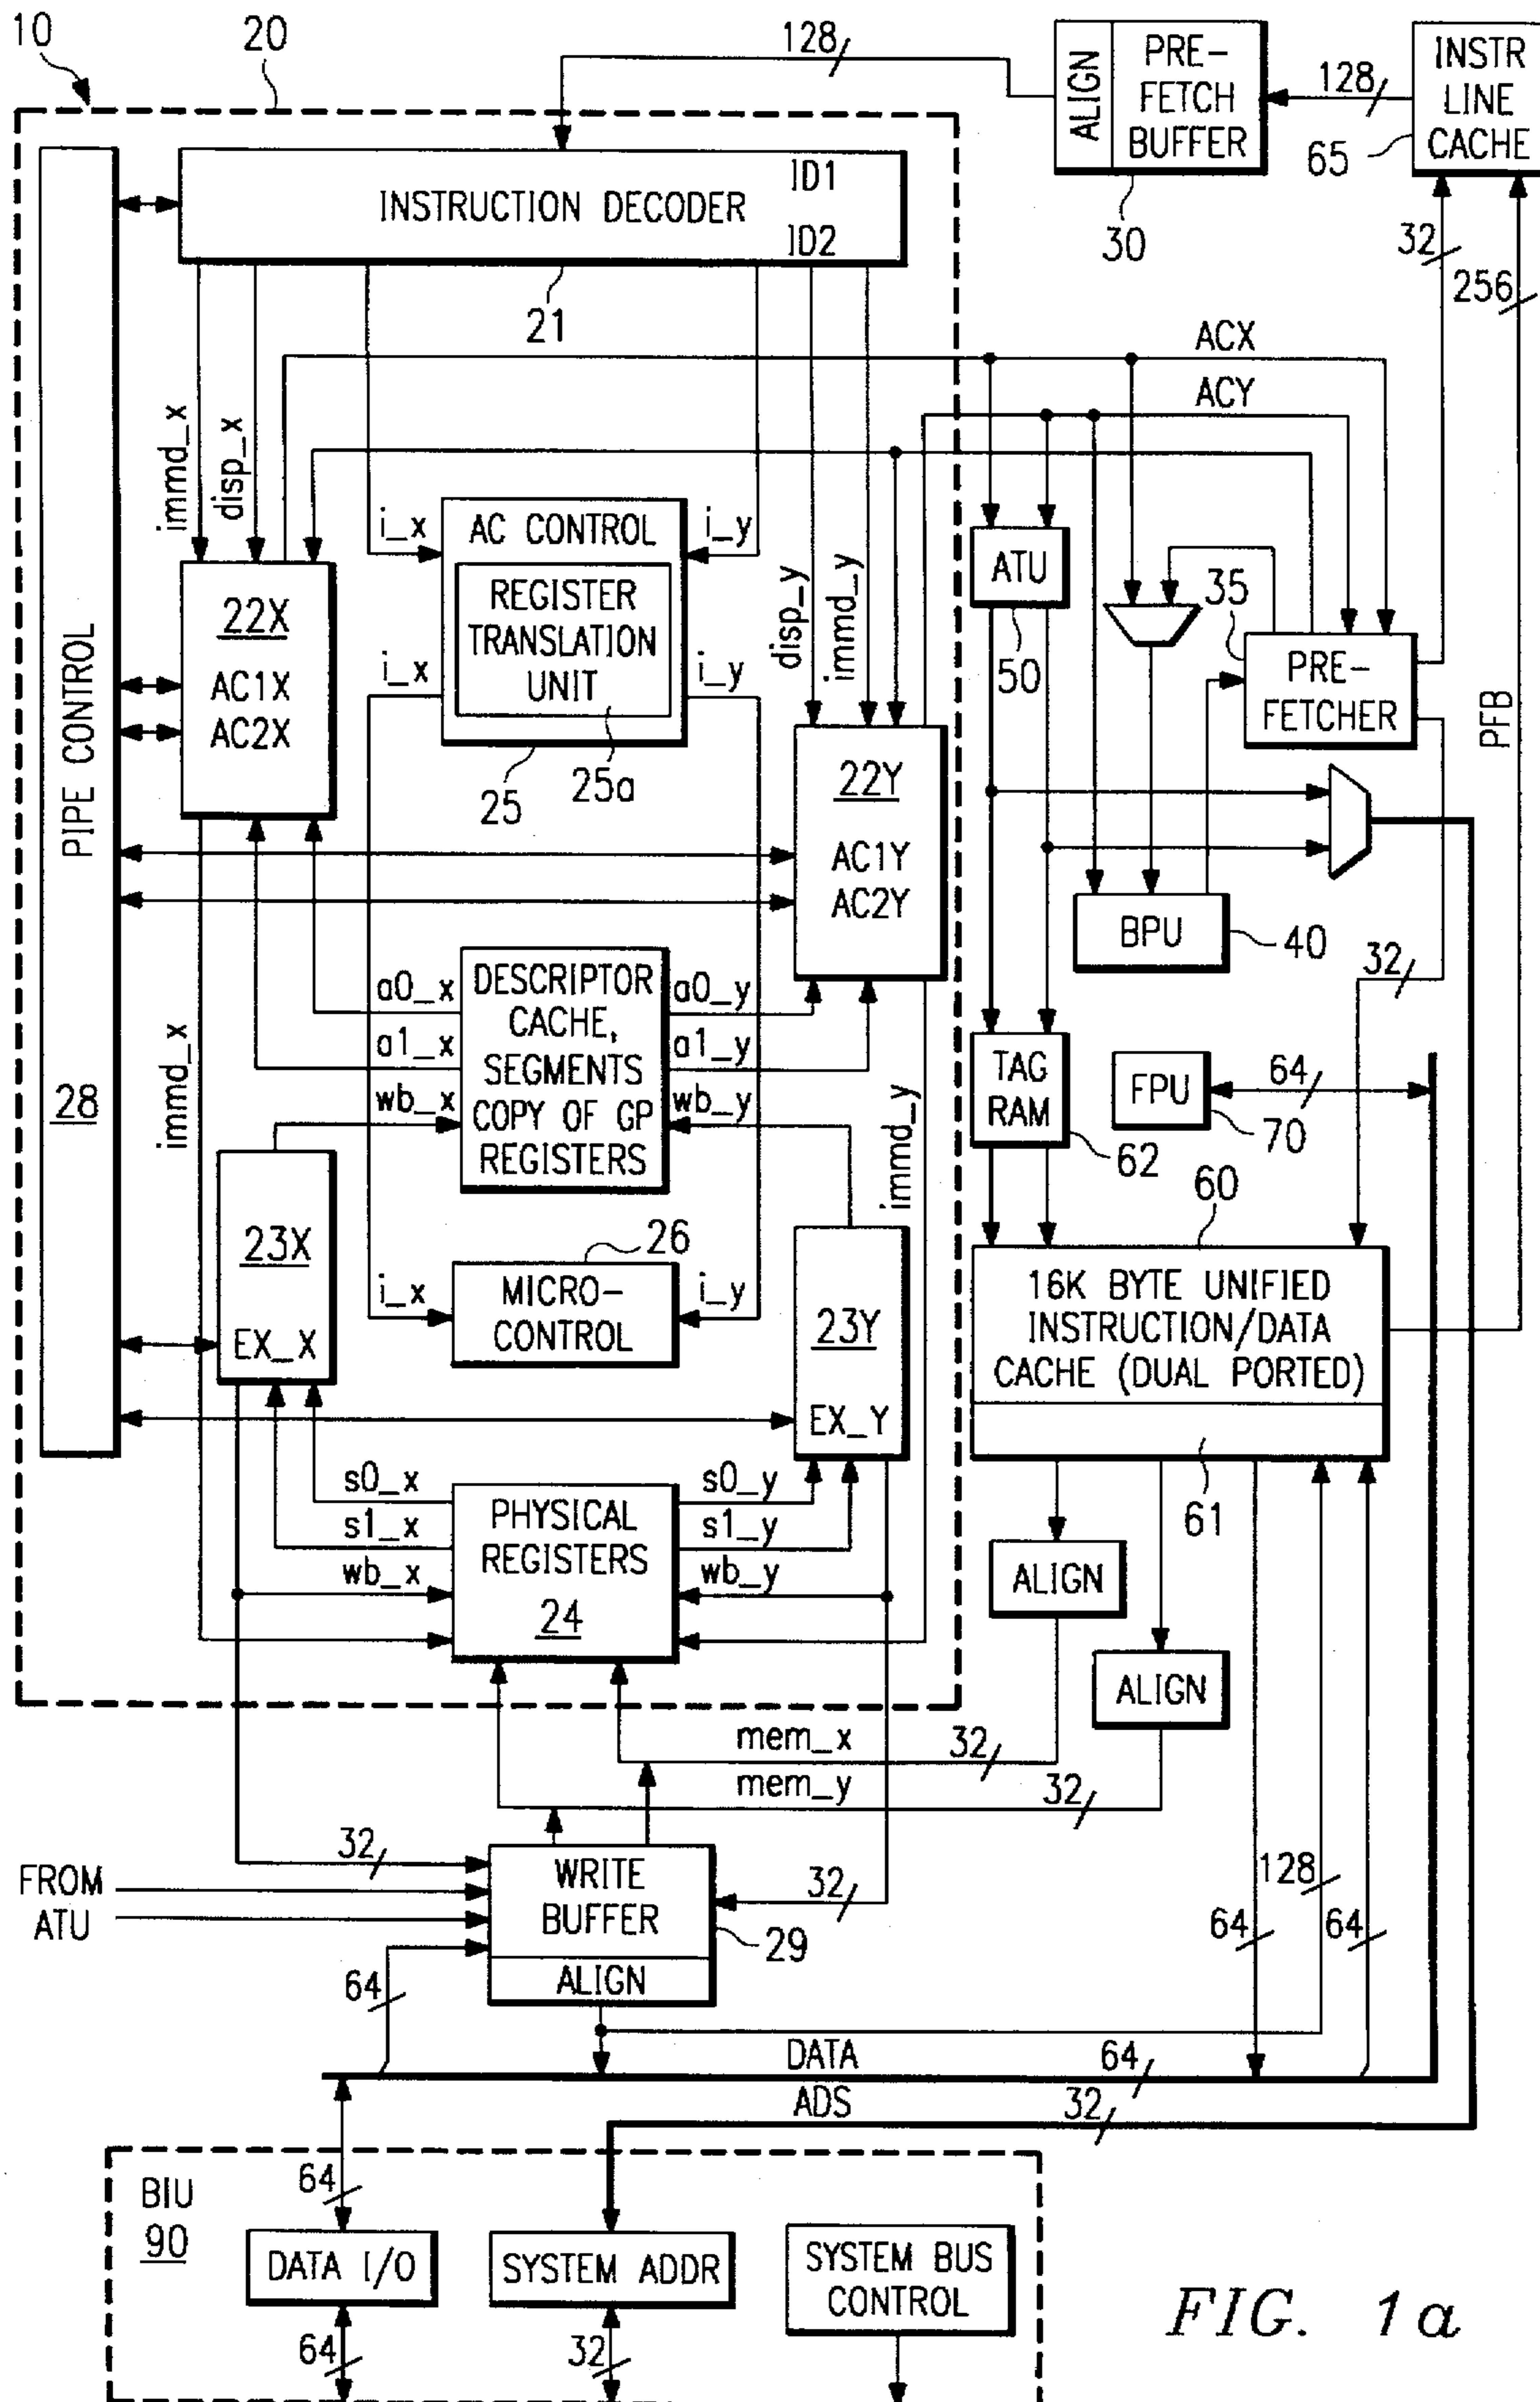 10
20
128
ALIGN
PRE-
FETCH
BUFFER
30
128
INSTR
LINE
CACHE
65
32
256
PIPE CONTROL
28
INSTRUCTION DECODER
ID1
ID2
21
ACX
ACY
immd_x
disp_x
i_x
AC CONTROL
i_y
REGISTER
TRANSLATION
UNIT
i_x
i_y
25
25a
disp_y
immd_y
22X
AC1X
AC2X
22Y
AC1Y
AC2Y
ATU
50
35
PRE-
FETCHER
PFB
BPU
40
32
immd_x
a0_x
a1_x
wb_x
DESCRIPTOR
CACHE,
SEGMENTS
COPY OF GP
REGISTERS
a0_y
a1_y
wb_y
immd_y
TAG
RAM
62
FPU
70
64
23X
EX_X
26
i_x
MICRO-
CONTROL
i_y
23Y
EX_Y
60
16K BYTE UNIFIED
INSTRUCTION/DATA
CACHE (DUAL PORTED)
61
s0_x
s1_x
wb_x
PHYSICAL
REGISTERS
24
s0_y
s1_y
wb_y
ALIGN
ALIGN
mem_x
32
mem_y
32
32
FROM
ATU
WRITE
BUFFER
ALIGN
32
29
64
128
64
64
DATA
64
ADS
32
BIU
90
64
DATA I/O
64
SYSTEM ADDR
32
SYSTEM BUS
CONTROL
FIG. 1a